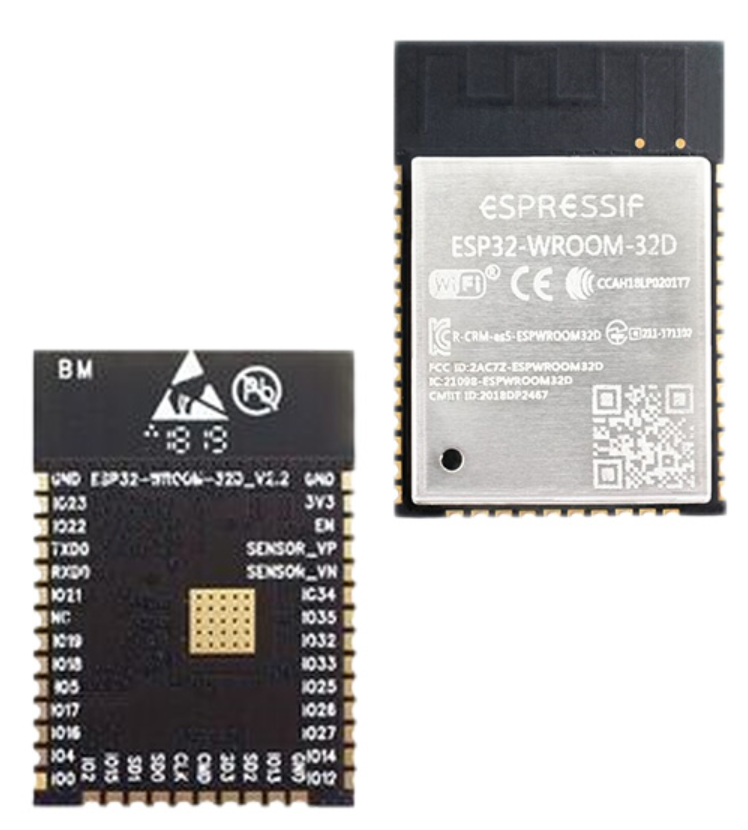 ESPRESSIF
ESP32-WROOM-32D
WiFi® CE CCAH18LP0201T7
R-CRM-es5-ESPWROOM32D 211-171102
FCC ID:2AC7Z-ESPWROOM32D
IC:21098-ESPWROOM32D
CMIIT ID:2018DP2467
BM
Pb
1819
GND ESP32-WROOM-32D_V2.2 GND
IO23 3V3
IO22 EN
TXD0 SENSOR_VP
RXD0 SENSOR_VN
IO21 IO34
NC IO35
IO19 IO32
IO18 IO33
IO5 IO25
IO17 IO26
IO16 IO27
IO4 IO14
IO0 IO2 IO15 SD1 SD0 CLK CMD SD3 SD2 IO13 GND IO12